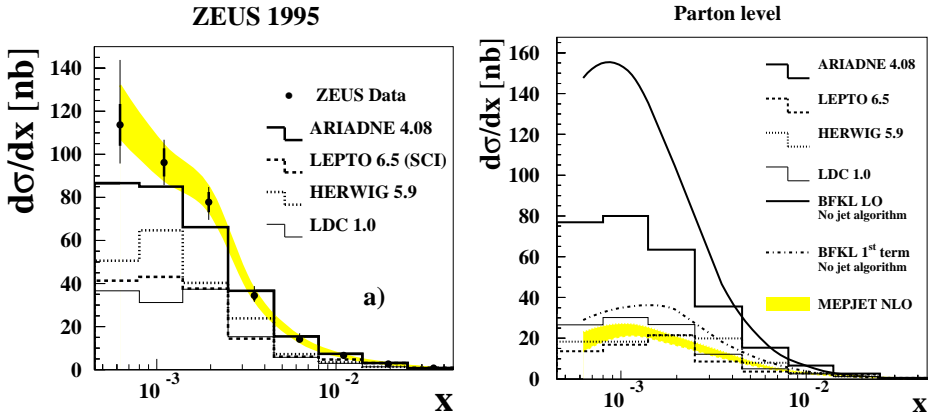 ZEUS 1995
dσ/dx [nb]
140
120
100
80
60
40
20
0
ZEUS Data
ARIADNE 4.08
LEPTO 6.5 (SCI)
HERWIG 5.9
LDC 1.0
a)
10⁻³
10⁻²
x
Parton level
dσ/dx [nb]
160
140
120
100
80
60
40
20
0
ARIADNE 4.08
LEPTO 6.5
HERWIG 5.9
LDC 1.0
BFKL LO
No jet algorithm
BFKL 1ˢᵗ term
No jet algorithm
MEPJET NLO
10⁻³
10⁻²
x